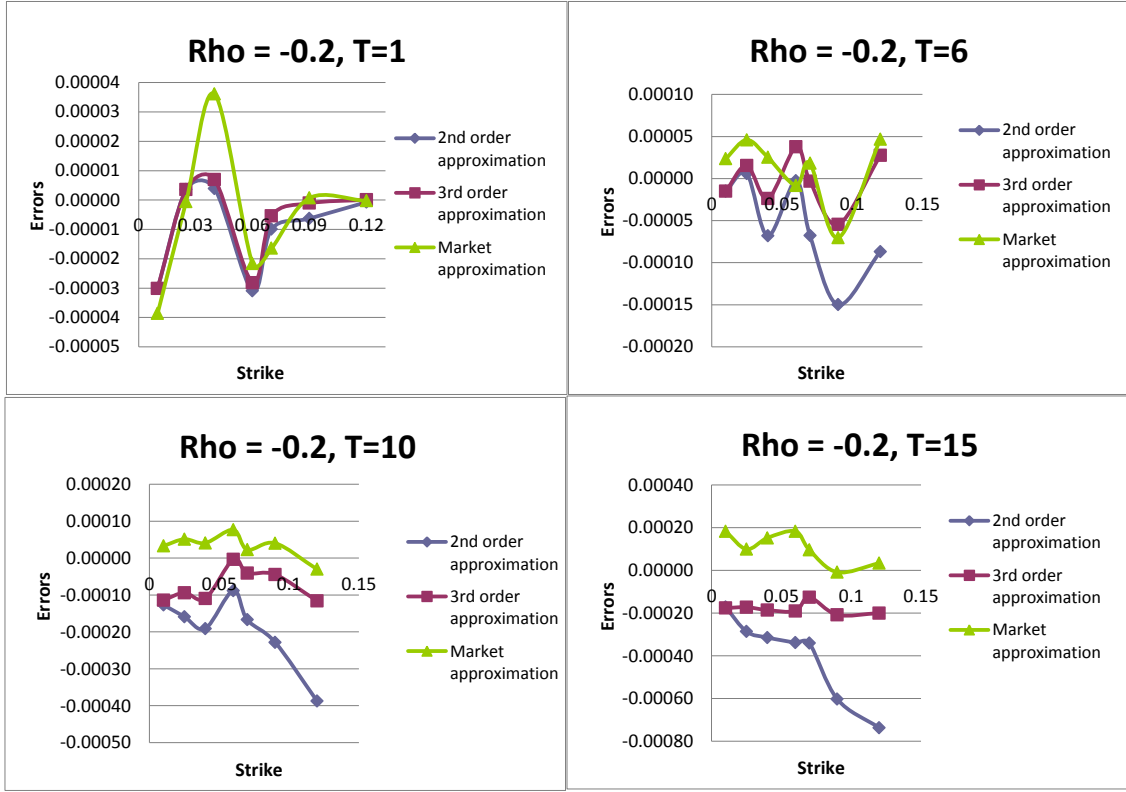 Rho = -0.2, T=1
0.00004
0.00003
0.00002
0.00001
0.00000
-0.00001
-0.00002
-0.00003
-0.00004
-0.00005
0 0.03 0.06 0.09 0.12
Errors
Strike
2nd order
approximation
3rd order
approximation
Market
approximation
Rho = -0.2, T=6
0.00010
0.00005
0.00000
-0.00005
-0.00010
-0.00015
-0.00020
0 0.05 0.1 0.15
Errors
Strike
2nd order
approximation
3rd order
approximation
Market
approximation
Rho = -0.2, T=10
0.00020
0.00010
0.00000
-0.00010
-0.00020
-0.00030
-0.00040
-0.00050
0 0.05 0.1 0.15
Errors
Strike
2nd order
approximation
3rd order
approximation
Market
approximation
Rho = -0.2, T=15
0.00040
0.00020
0.00000
-0.00020
-0.00040
-0.00060
-0.00080
0 0.05 0.1 0.15
Errors
Strike
2nd order
approximation
3rd order
approximation
Market
approximation